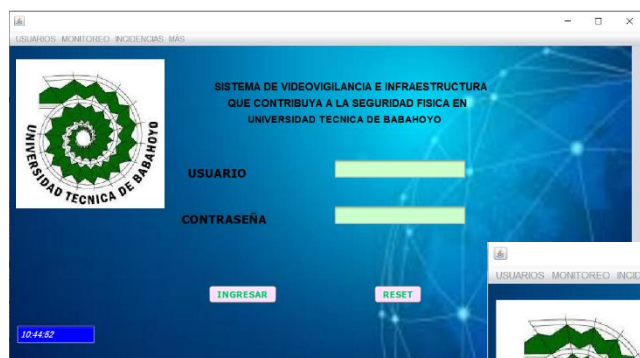 USUARIOS MONITOREO INCIDENCIAS MÁS
SISTEMA DE VIDEOVIGILANCIA E INFRAESTRUCTURA
QUE CONTRIBUYA A LA SEGURIDAD FISICA EN
UNIVERSIDAD TECNICA DE BABAHOYO
UNIVERSIDAD TECNICA DE BABAHOYO
USUARIO
CONTRASEÑA
INGRESAR RESET
10:44:52
USUARIOS MONITOREO